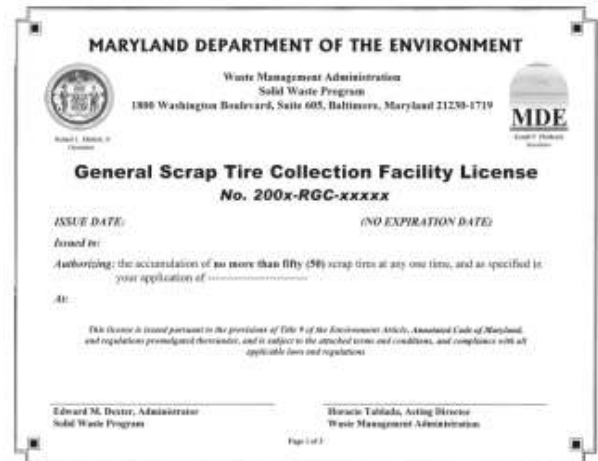 MARYLAND DEPARTMENT OF THE ENVIRONMENT
Waste Management Administration
Solid Waste Program
1800 Washington Boulevard, Suite 605, Baltimore, Maryland 21230-1719
MDE
General Scrap Tire Collection Facility License
No. 200x-RGC-xxxxx
ISSUE DATE: (NO EXPIRATION DATE)
Issued to:
Authorizing: the accumulation of no more than fifty (50) scrap tires at any one time, and as specified in
your application of --------------------
At:
This license is issued pursuant to the provisions of Title 9 of the Environment Article, Annotated Code of Maryland,
and regulations promulgated thereunder, and is subject to the attached terms and conditions, and compliance with all
applicable laws and regulations
Edward M. Dexter, Administrator
Solid Waste Program
Horacio Tablada, Acting Director
Waste Management Administration
Page 1 of 3